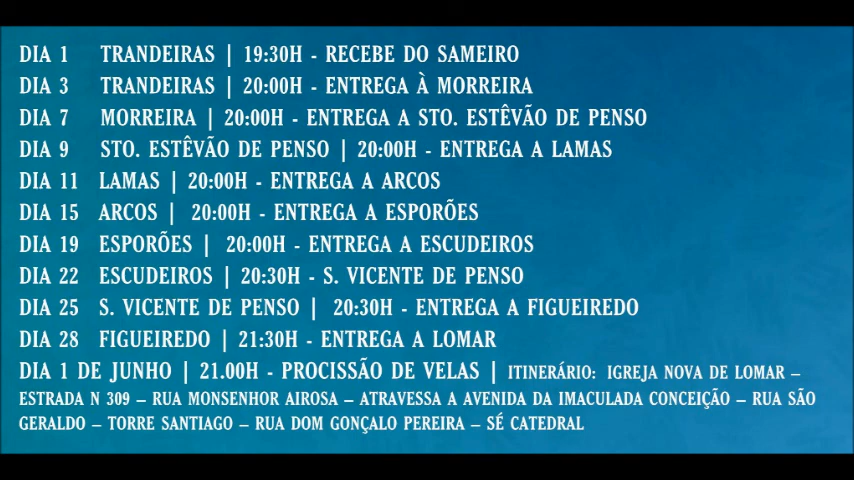 DIA 1 TRANDEIRAS | 19:30H - RECEBE DO SAMEIRO
DIA 3 TRANDEIRAS | 20:00H - ENTREGA À MORREIRA
DIA 7 MORREIRA | 20:00H - ENTREGA A STO. ESTÊVÃO DE PENSO
DIA 9 STO. ESTÊVÃO DE PENSO | 20:00H - ENTREGA A LAMAS
DIA 11 LAMAS | 20:00H - ENTREGA A ARCOS
DIA 15 ARCOS | 20:00H - ENTREGA A ESPORÕES
DIA 19 ESPORÕES | 20:00H - ENTREGA A ESCUDEIROS
DIA 22 ESCUDEIROS | 20:30H - S. VICENTE DE PENSO
DIA 25 S. VICENTE DE PENSO | 20:30H - ENTREGA A FIGUEIREDO
DIA 28 FIGUEIREDO | 21:30H - ENTREGA A LOMAR
DIA 1 DE JUNHO | 21.00H - PROCISSÃO DE VELAS | ITINERÁRIO: IGREJA NOVA DE LOMAR –
ESTRADA N 309 – RUA MONSENHOR AIROSA – ATRAVESSA A AVENIDA DA IMACULADA CONCEIÇÃO – RUA SÃO
GERALDO – TORRE SANTIAGO – RUA DOM GONÇALO PEREIRA – SÉ CATEDRAL